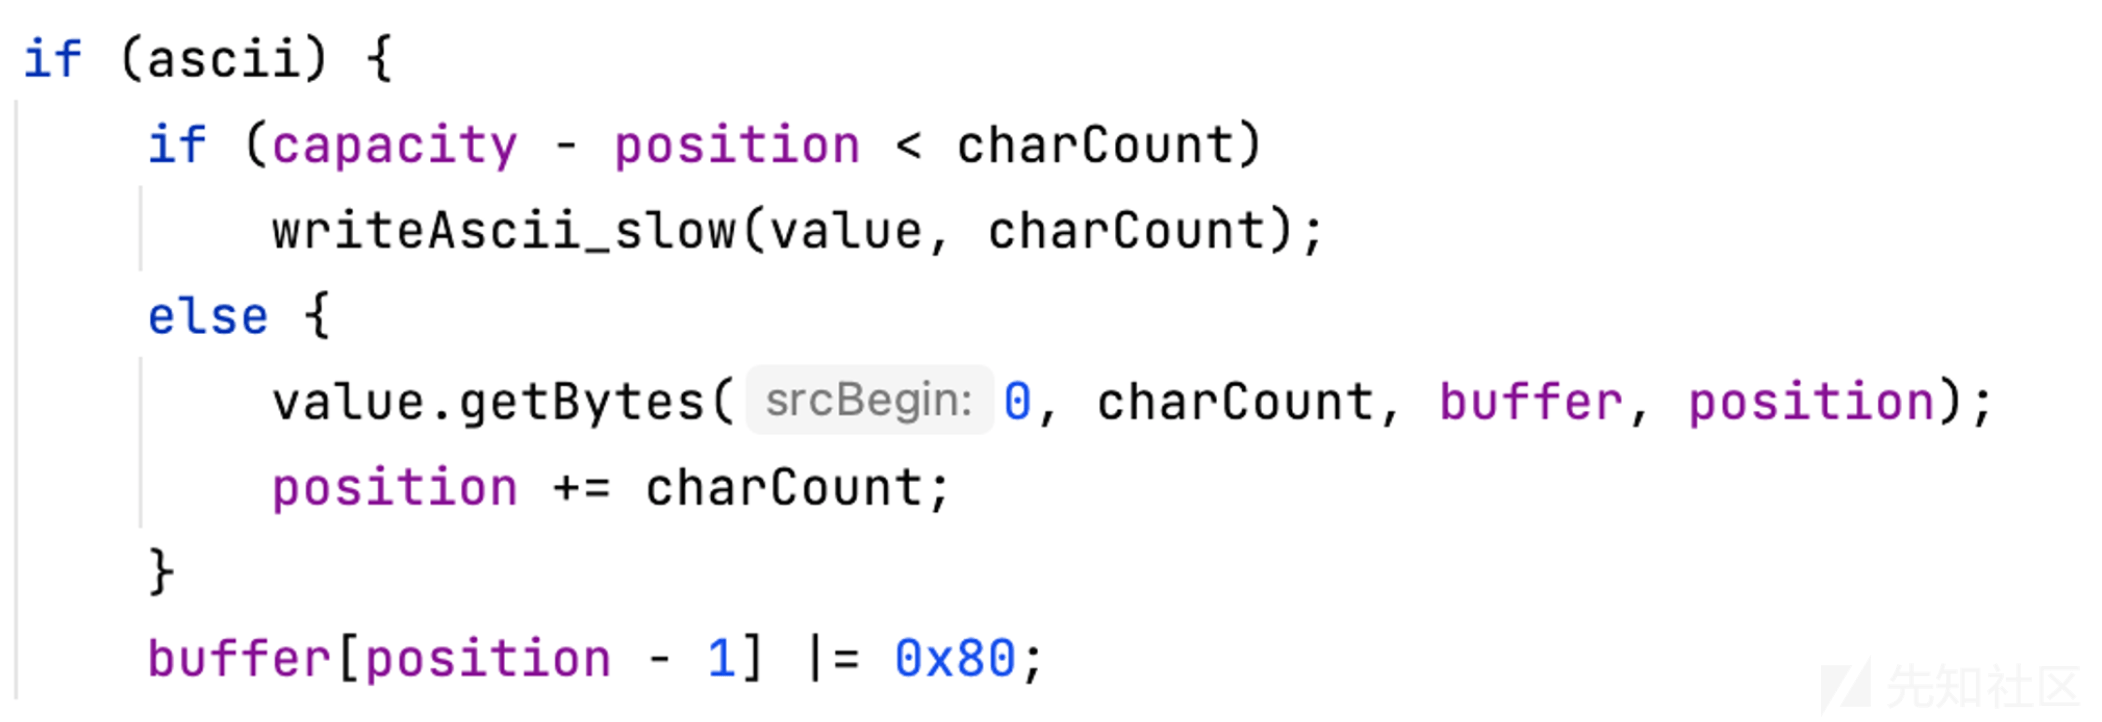 if (ascii) {
    if (capacity - position < charCount)
        writeAscii_slow(value, charCount);
    else {
        value.getBytes( srcBegin: 0, charCount, buffer, position);
        position += charCount;
    }
    buffer[position - 1] |= 0x80;
先知社区